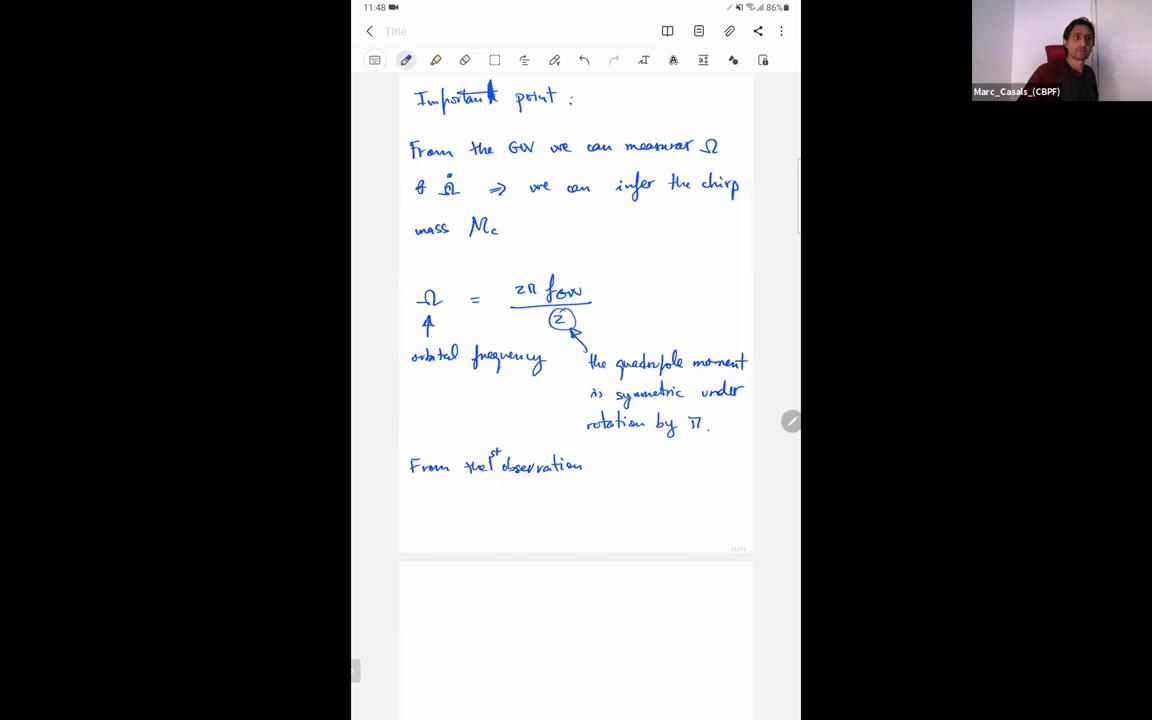 11:48
86%
Title
Marc_Casals_(CBPF)
Important point :
From the GW we can measure Ω
& Ω̇ ⇒ we can infer the chirp
mass Mc
Ω = 2π fGW / 2
orbital frequency
the quadrupole moment
is symmetric under
rotation by π.
From the 1st observation
11/11